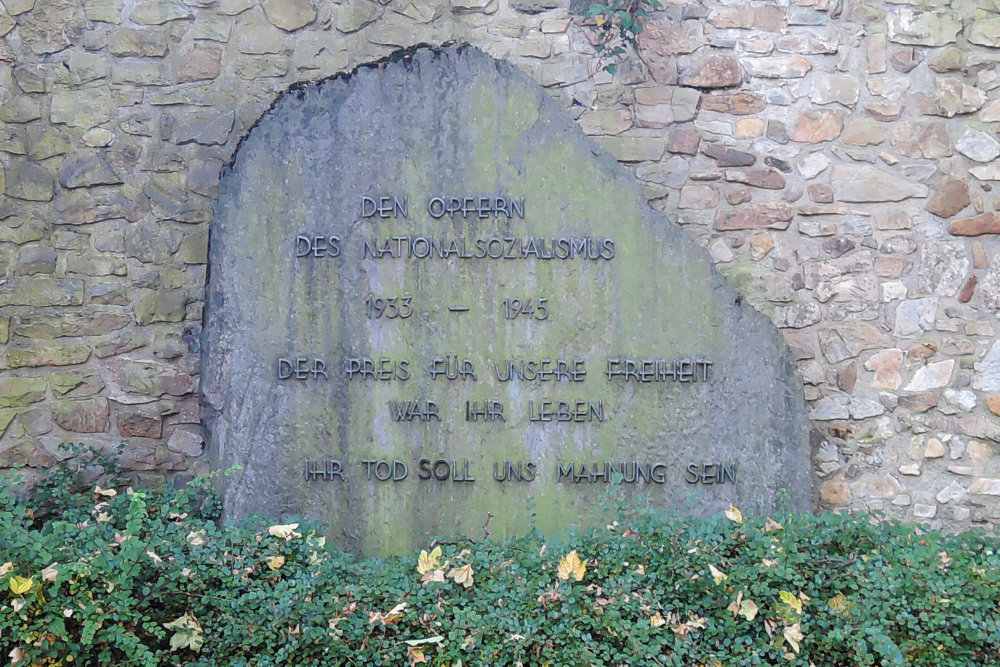 DEN OPFERN
DES NATIONALSOZIALISMUS
1933 — 1945
DER PREIS FÜR UNSERE FREIHEIT
WAR IHR LEBEN
IHR TOD SOLL UNS MAHNUNG SEIN